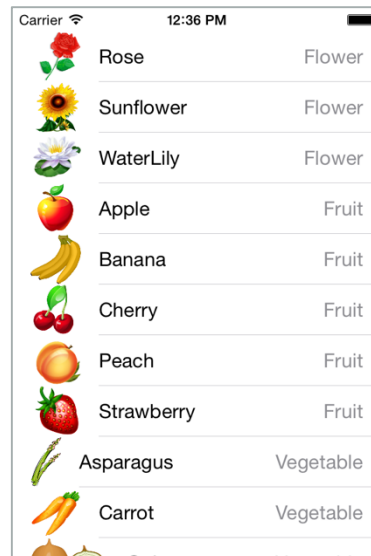 Carrier 12:36 PM
Rose Flower
Sunflower Flower
WaterLily Flower
Apple Fruit
Banana Fruit
Cherry Fruit
Peach Fruit
Strawberry Fruit
Asparagus Vegetable
Carrot Vegetable